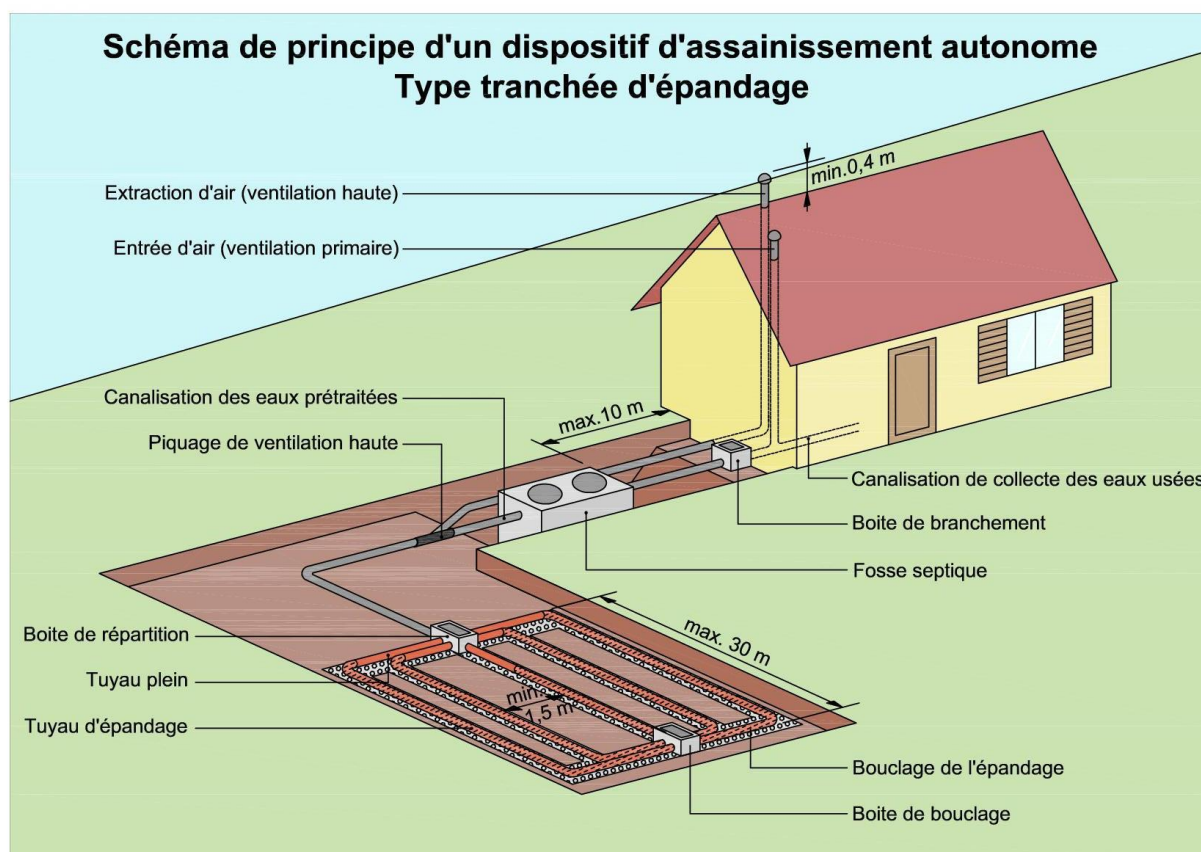 Schéma de principe d'un dispositif d'assainissement autonome
Type tranchée d'épandage
min.0,4 m
Extraction d'air (ventilation haute)
Entrée d'air (ventilation primaire)
Canalisation des eaux prétraitées
max.10 m
Piquage de ventilation haute
Canalisation de collecte des eaux usées
Boite de branchement
Fosse septique
Boite de répartition
max. 30 m
Tuyau plein
min.
1,5 m
Tuyau d'épandage
Bouclage de l'épandage
Boite de bouclage